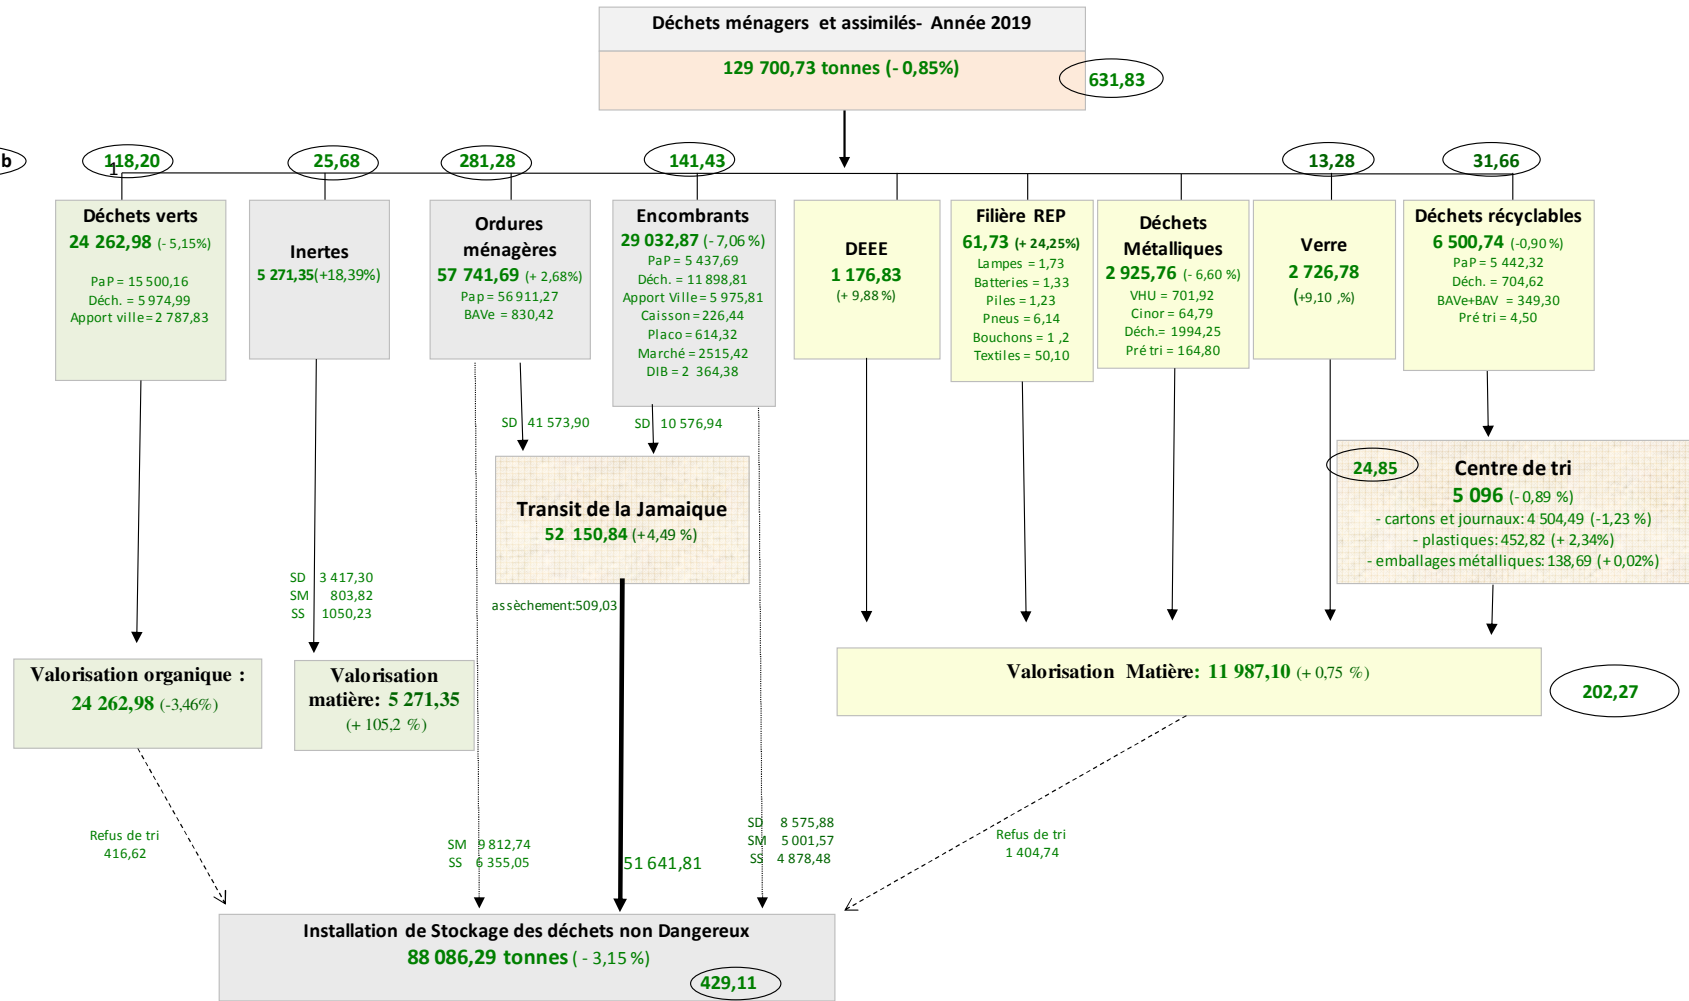 Déchets ménagers et assimilés- Année 2019
129 700,73 tonnes (- 0,85%)
631,83
b
118,20
1
25,68
281,28
141,43
13,28
31,66
Déchets verts
24 262,98 (- 5,15%)
PaP = 15 500,16
Déch. = 5 974,99
Apport ville = 2 787,83
Inertes
5 271,35(+18,39%)
Ordures
ménagères
57 741,69 (+ 2,68%)
Pap = 56 911,27
BAVe = 830,42
Encombrants
29 032,87 (- 7,06 %)
PaP = 5 437,69
Déch. = 11 898,81
Apport Ville = 5 975,81
Caisson = 226,44
Placo = 614,32
Marché = 2515,42
DIB = 2 364,38
DEEE
1 176,83
(+ 9,88 %)
Filière REP
61,73 (+ 24,25%)
Lampes = 1,73
Batteries = 1,33
Piles = 1,23
Pneus = 6,14
Bouchons = 1 ,2
Textiles = 50,10
Déchets
Métalliques
2 925,76 (- 6,60 %)
VHU = 701,92
Cinor = 64,79
Déch.= 1994,25
Pré tri = 164,80
Verre
2 726,78
(+9,10 ,%)
Déchets récyclables
6 500,74 (-0,90 %)
PaP = 5 442,32
Déch. = 704,62
BAVe+BAV = 349,30
Pré tri = 4,50
SD 41 573,90
SD 10 576,94
Transit de la Jamaique
52 150,84 (+4,49 %)
24,85
Centre de tri
5 096 (- 0,89 %)
- cartons et journaux: 4 504,49 (-1,23 %)
- plastiques: 452,82 (+ 2,34%)
- emballages métalliques: 138,69 (+ 0,02%)
SD 3 417,30
SM 803,82
SS 1050,23
assèchement:509,03
Valorisation organique :
24 262,98 (-3,46%)
Valorisation
matière: 5 271,35
(+ 105,2 %)
Valorisation Matière: 11 987,10 (+ 0,75 %)
202,27
Refus de tri
416,62
SM 9 812,74
SS 6 355,05
51 641,81
SD 8 575,88
SM 5 001,57
SS 4 878,48
Refus de tri
1 404,74
Installation de Stockage des déchets non Dangereux
88 086,29 tonnes ( - 3,15 %)
429,11